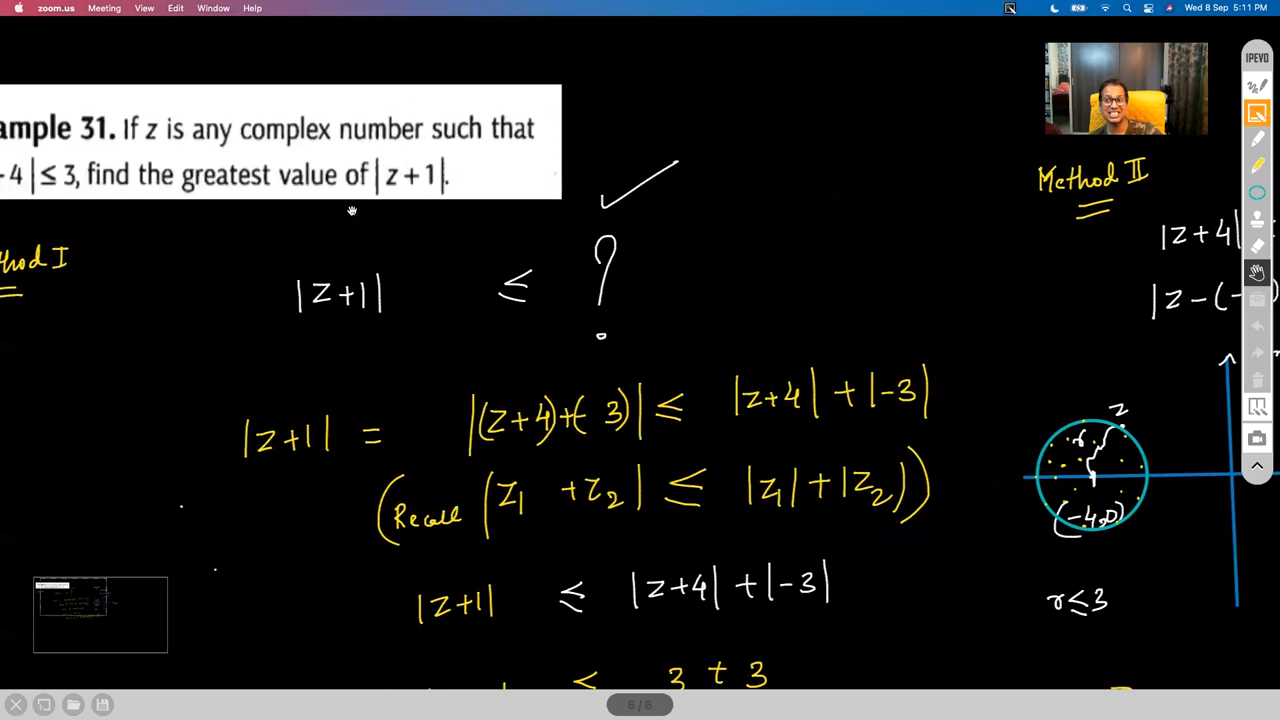 zoom.us Meeting View Edit Window Help
Wed 8 Sep 5:11 PM
IPEVO
ample 31. If z is any complex number such that
- 4| ≤ 3, find the greatest value of |z + 1|.
thod I
|z+1| ≤ ?
|z+1| = |(z+4)+(- 3)| ≤ |z+4| + |-3|
(Recall |z1 +z2| ≤ |z1| + |z2|)
|z+1| ≤ |z+4| + |-3|
≤ 3 + 3
Method II
|z+4|
|z-(-
z
r
(-4,0)
r≤3
6 / 6